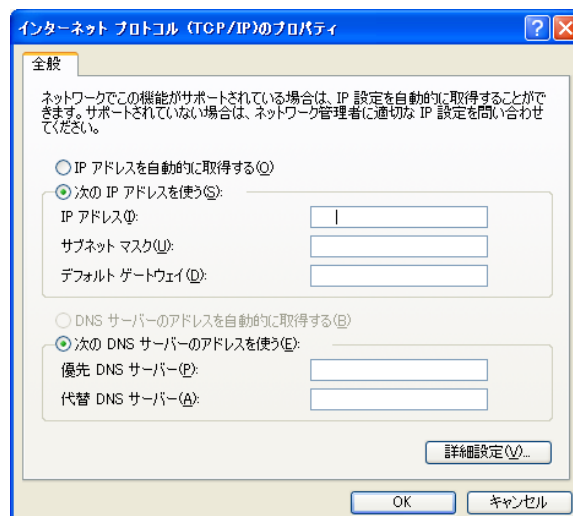 インターネット プロトコル (TCP/IP)のプロパティ
全般
ネットワークでこの機能がサポートされている場合は、IP 設定を自動的に取得することがで
きます。サポートされていない場合は、ネットワーク管理者に適切な IP 設定を問い合わせ
てください。
IP アドレスを自動的に取得する(O)
次の IP アドレスを使う(S):
IP アドレス(I):
サブネット マスク(U):
デフォルト ゲートウェイ(D):
DNS サーバーのアドレスを自動的に取得する(B)
次の DNS サーバーのアドレスを使う(E):
優先 DNS サーバー(P):
代替 DNS サーバー(A):
詳細設定(V)...
OK
キャンセル